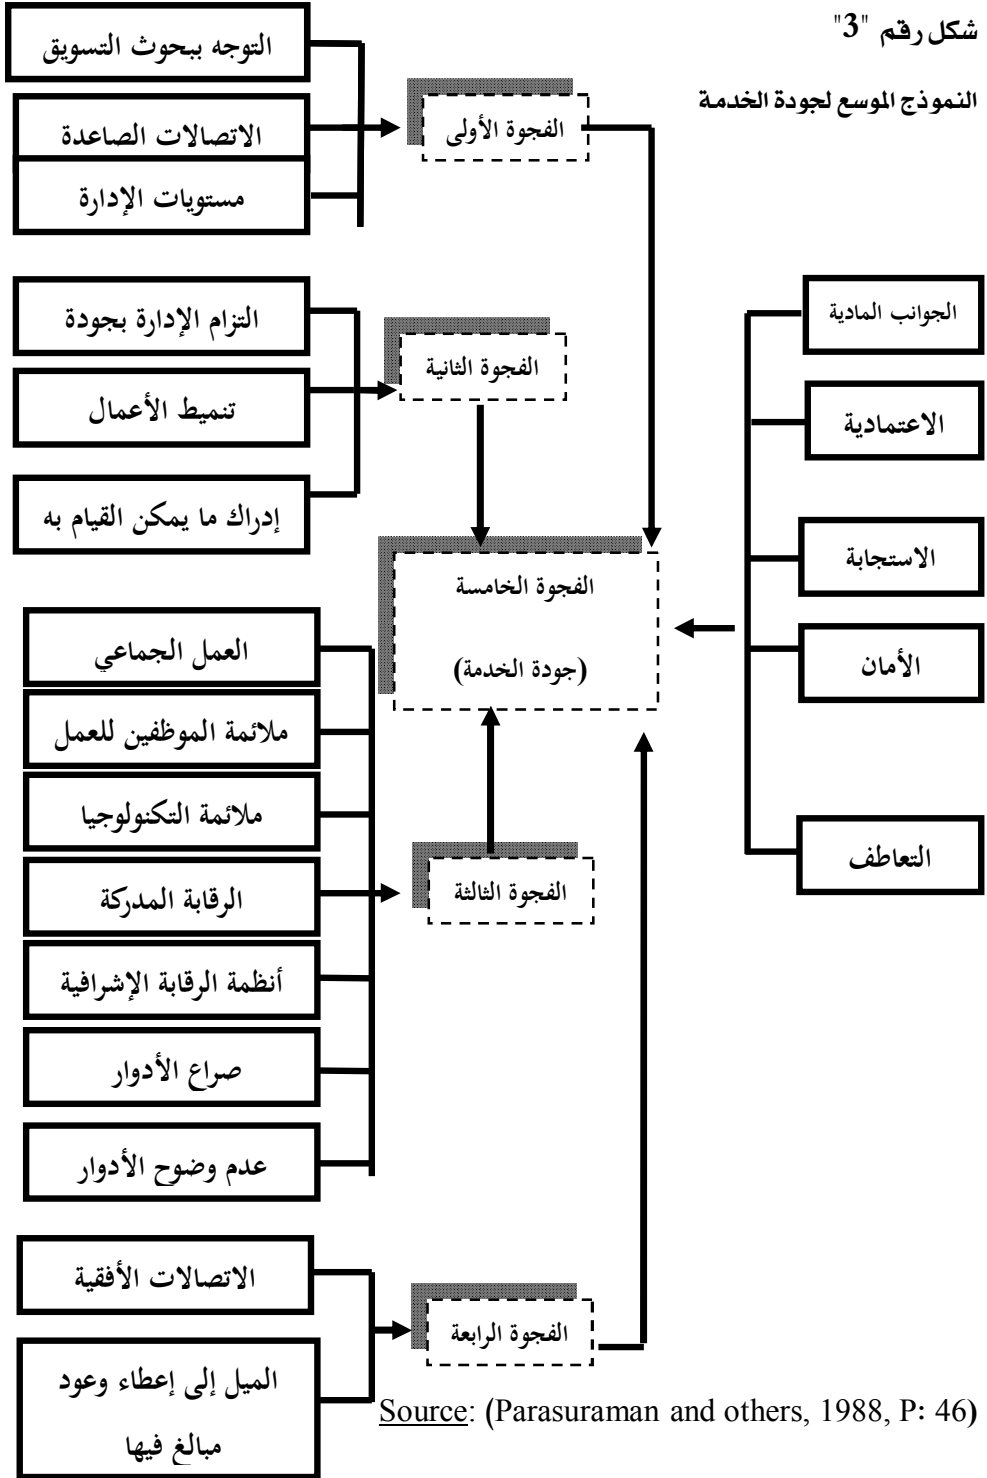 شكل رقم "3"
النموذج الموسع لجودة الخدمة
التوجه ببحوث التسويق
الاتصالات الصاعدة
مستويات الإدارة
الفجوة الأولى
التزام الإدارة بجودة
تنميط الأعمال
إدراك ما يمكن القيام به
الفجوة الثانية
الجوانب المادية
الاعتمادية
الاستجابة
الأمان
التعاطف
الفجوة الخامسة
(جودة الخدمة)
العمل الجماعي
ملائمة الموظفين للعمل
ملائمة التكنولوجيا
الرقابة المدركة
أنظمة الرقابة الإشرافية
صراع الأدوار
عدم وضوح الأدوار
الفجوة الثالثة
الاتصالات الأفقية
الميل إلى إعطاء وعود
مبالغ فيها
الفجوة الرابعة
Source: (Parasuraman and others, 1988, P: 46)